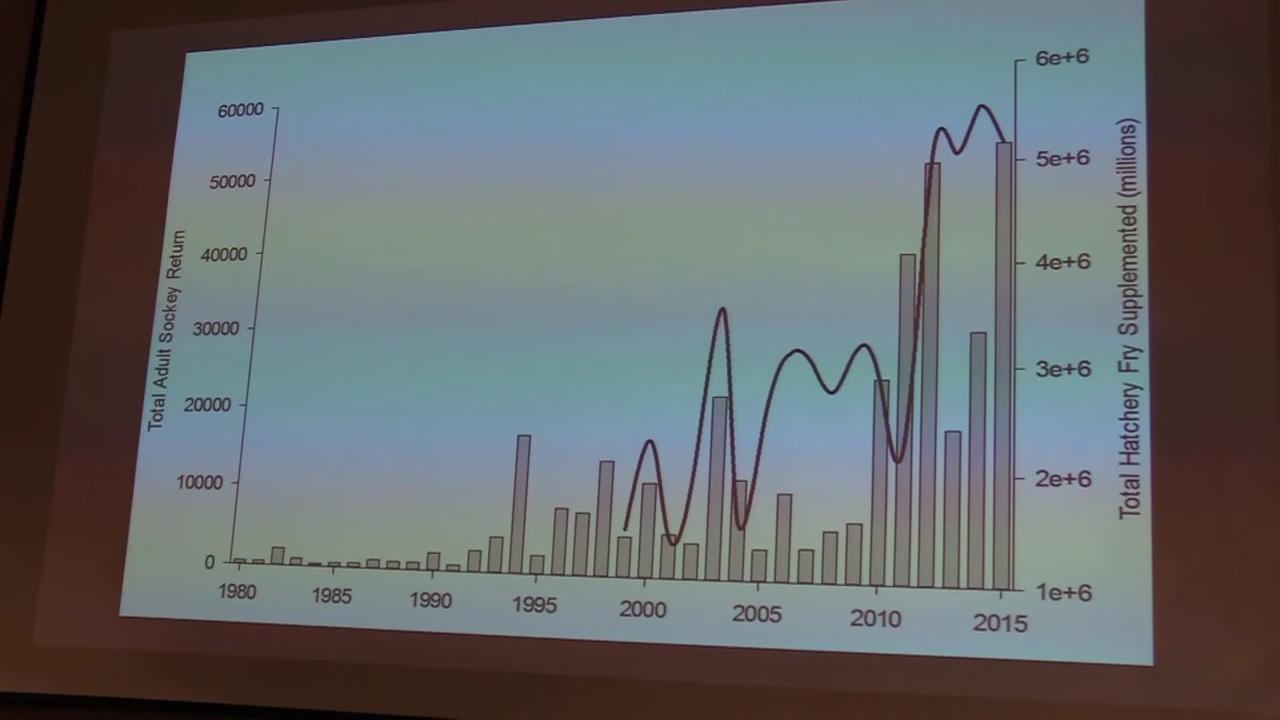 Total Adult Sockey Return
60000
50000
40000
30000
20000
10000
0
1980
1985
1990
1995
2000
2005
2010
2015
6e+6
5e+6
4e+6
3e+6
2e+6
1e+6
Total Hatchery Fry Supplemented (millions)